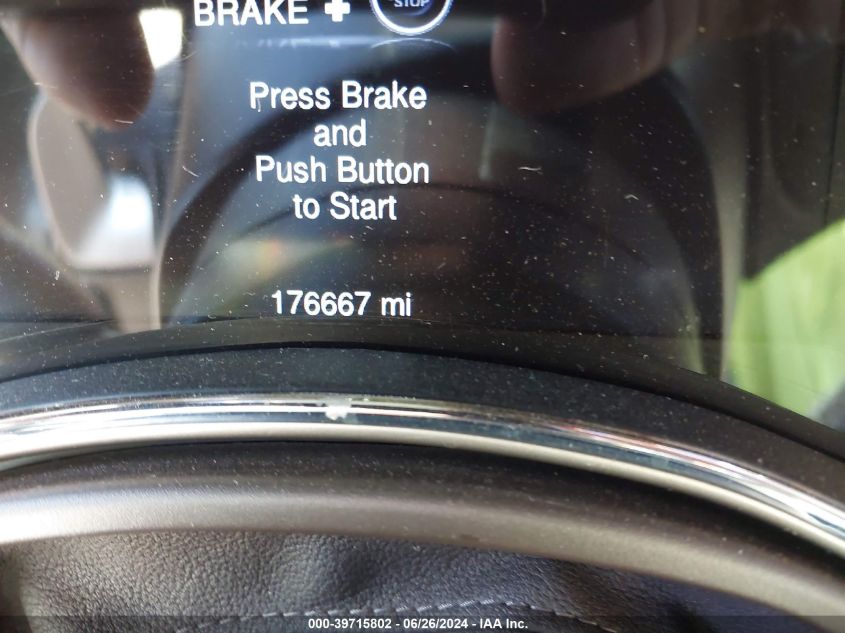 BRAKE +
STOP
Press Brake
and
Push Button
to Start
176667 mi
000-39715802 - 06/26/2024 - IAA Inc.